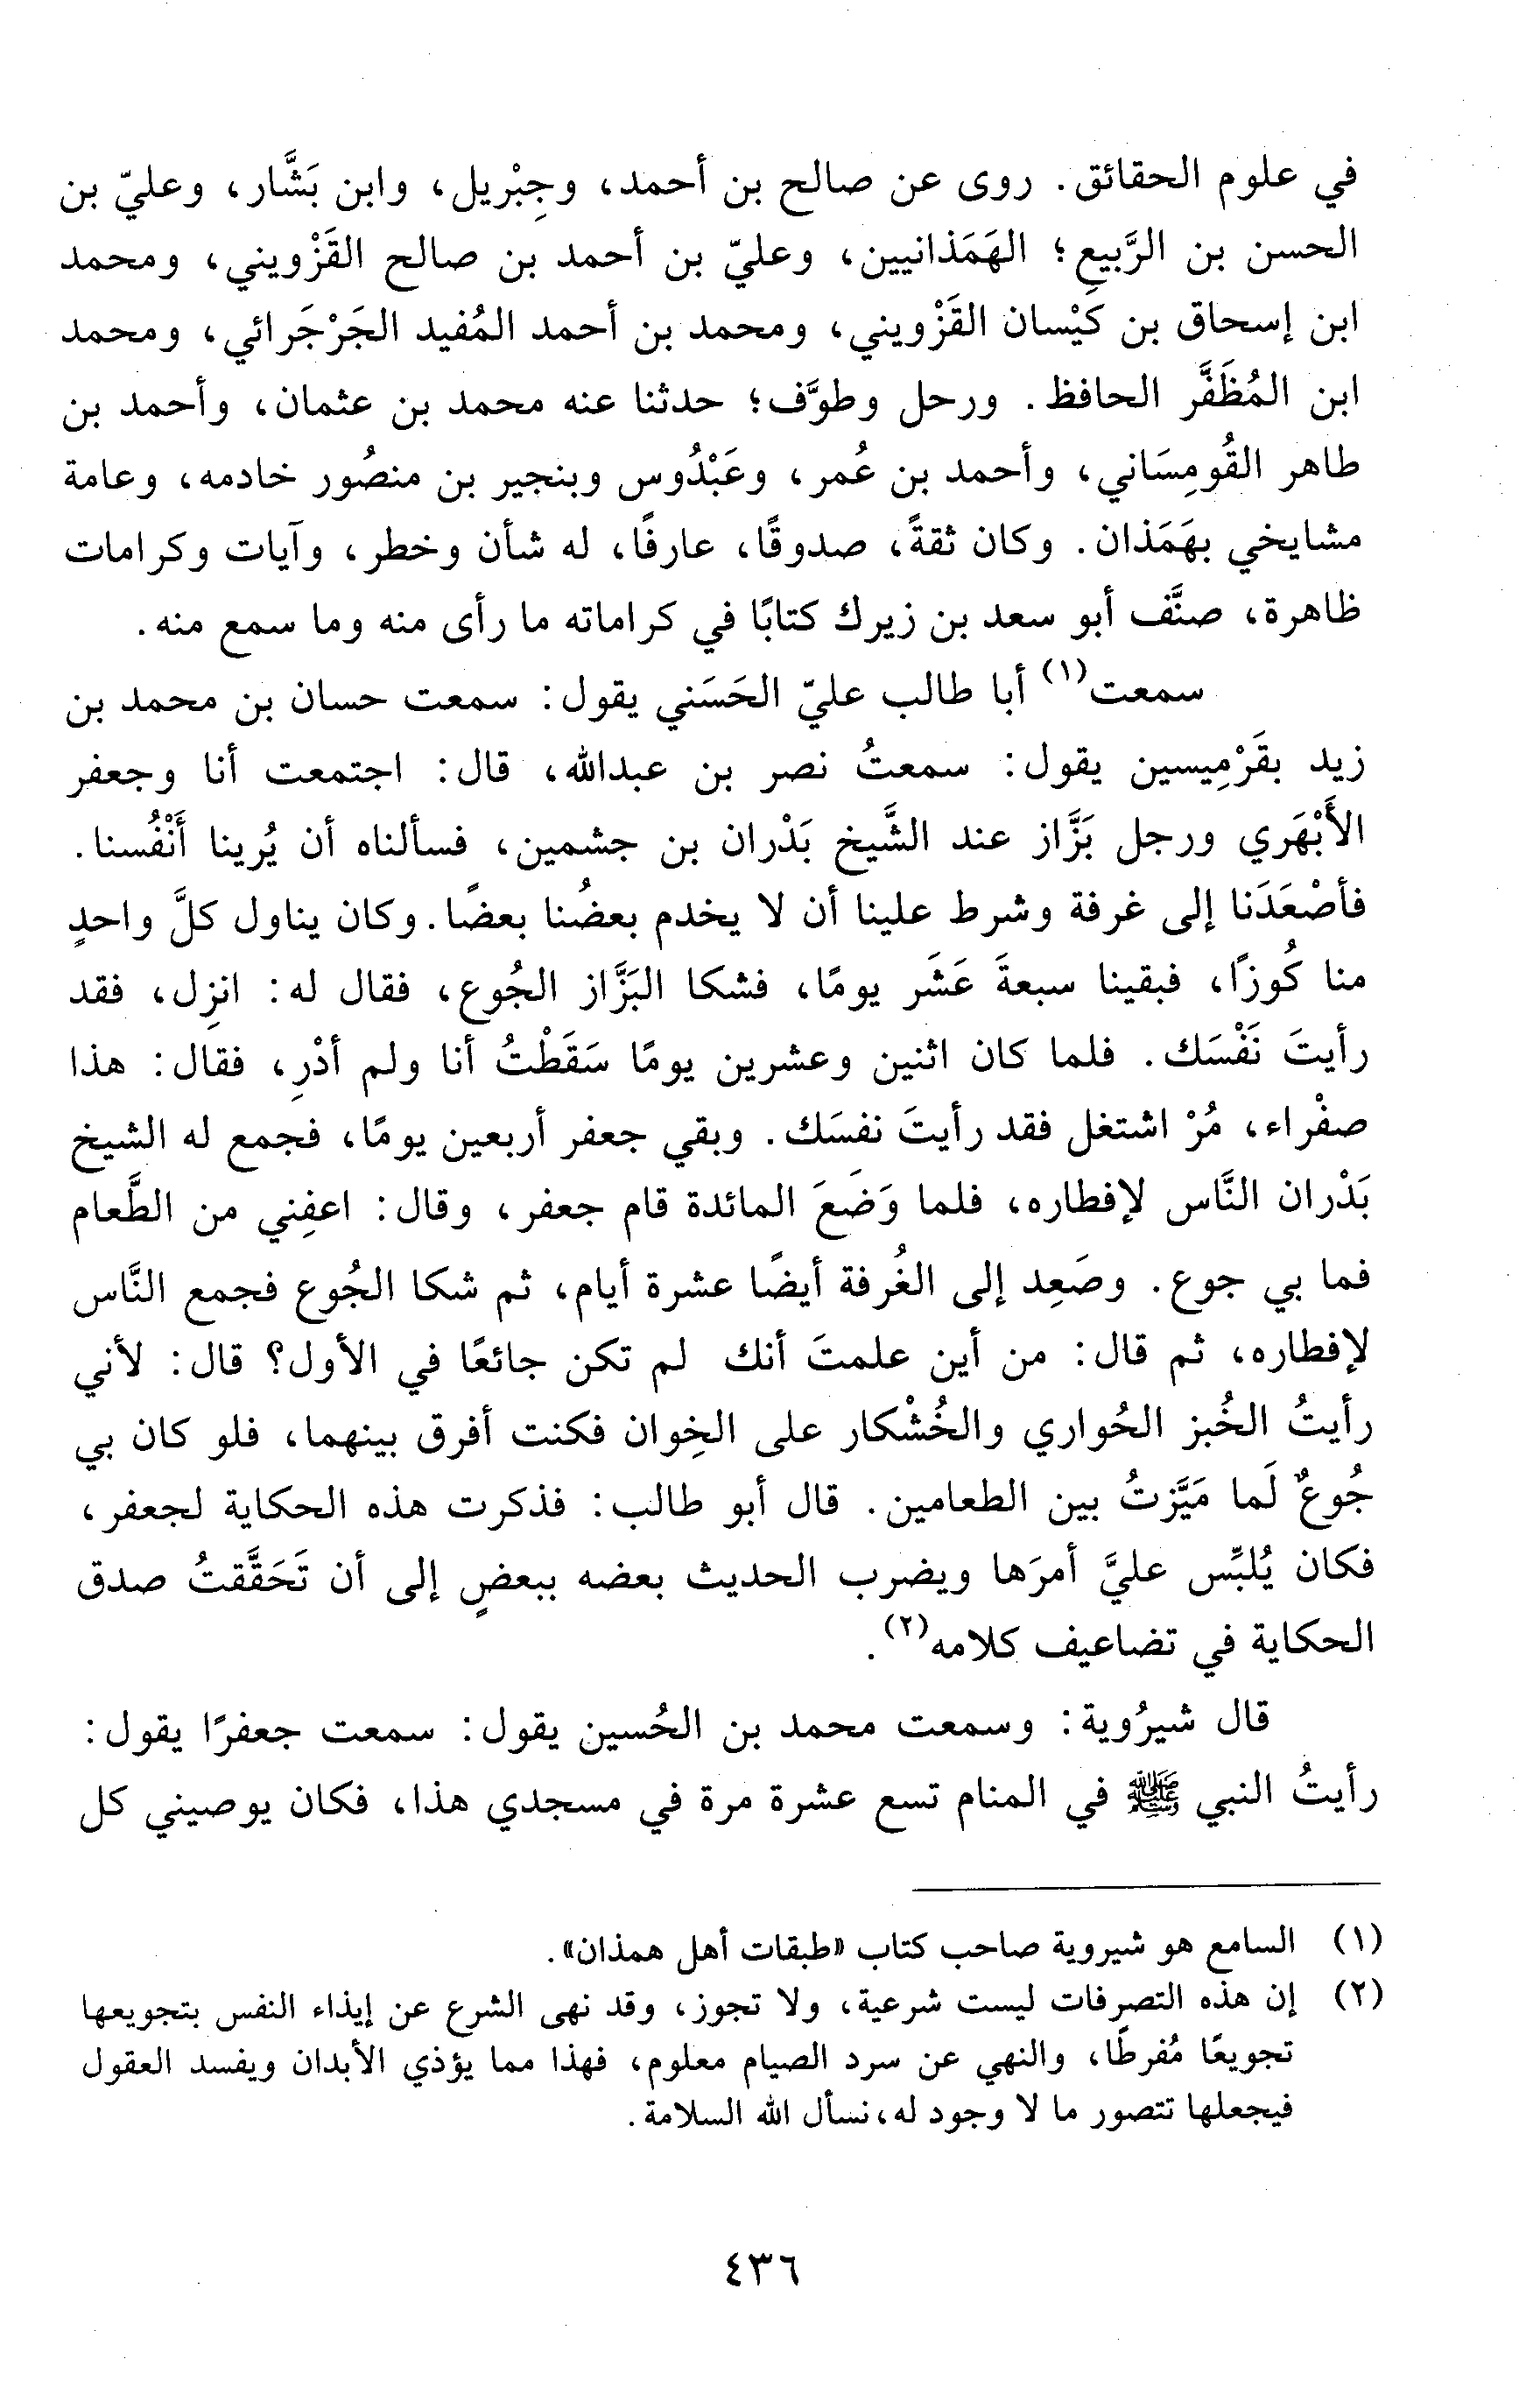 في علوم الحقائق. روى عن صالح بن أحمد، وجِبْريل، وابن بَشَّار، وعليّ بن
الحسن بن الرَّبيع؛ الهَمَذانيين، وعليّ بن أحمد بن صالح القَزْويني، ومحمد
ابن إسحاق بن كَيْسان القَزْويني، ومحمد بن أحمد المُفيد الجَرْجَرائي، ومحمد
ابن المُظَفَّر الحافظ. ورحل وطوَّف؛ حدثنا عنه محمد بن عثمان، وأحمد بن
طاهر القُومِسَاني، وأحمد بن عُمر، وعَبْدُوس وبنجير بن منصُور خادمه، وعامة
مشايخي بهَمَذان. وكان ثقةً، صدوقًا، عارفًا، له شأن وخطر، وآيات وكرامات
ظاهرة، صنَّف أبو سعد بن زيرك كتابًا في كراماته ما رأى منه وما سمع منه.
سمعت(١) أبا طالب عليّ الحَسَني يقول: سمعت حسان بن محمد بن
زيد بقَرْمِيسين يقول: سمعتُ نصر بن عبدالله، قال: اجتمعت أنا وجعفر
الأَبْهَري ورجل بَزَّاز عند الشَّيخ بَدْران بن جشمين، فسألناه أن يُرينا أَنْفُسنا.
فأصْعَدَنا إلى غرفة وشرط علينا أن لا يخدم بعضُنا بعضًا. وكان يناول كلَّ واحدٍ
منا كُوزًا، فبقينا سبعةَ عَشَر يومًا، فشكا البَزَّاز الجُوع، فقال له: انزِل، فقد
رأيتَ نَفْسَك. فلما كان اثنين وعشرين يومًا سَقَطْتُ أنا ولم أدْرِ، فقال: هذا
صفْراء، مُرْ اشتغل فقد رأيتَ نفسَك. وبقي جعفر أربعين يومًا، فجمع له الشيخ
بَدْران النَّاس لإفطاره، فلما وَضَعَ المائدة قام جعفر، وقال: اعفِني من الطَّعام
فما بي جوع. وصَعِد إلى الغُرفة أيضًا عشرة أيام، ثم شكا الجُوع فجمع النَّاس
لإفطاره، ثم قال: من أين علمتَ أنك لم تكن جائعًا في الأول؟ قال: لأني
رأيتُ الخُبز الحُواري والخُشْكار على الخِوان فكنت أفرق بينهما، فلو كان بي
جُوعٌ لَما مَيَّزتُ بين الطعامين. قال أبو طالب: فذكرت هذه الحكاية لجعفر،
فكان يُلبِّس عليَّ أمرَها ويضرب الحديث بعضه ببعضٍ إلى أن تَحَقَّقتُ صدق
الحكاية في تضاعيف كلامه(٢).
قال شيرُوية: وسمعت محمد بن الحُسين يقول: سمعت جعفرًا يقول:
رأيتُ النبي ﷺ في المنام تسع عشرة مرة في مسجدي هذا، فكان يوصيني كل
(١) السامع هو شيروية صاحب كتاب «طبقات أهل همذان».
(٢) إن هذه التصرفات ليست شرعية، ولا تجوز، وقد نهى الشرع عن إيذاء النفس بتجويعها
تجويعًا مُفرطًا، والنهي عن سرد الصيام معلوم، فهذا مما يؤذي الأبدان ويفسد العقول
فيجعلها تتصور ما لا وجود له، نسأل الله السلامة.
٤٣٦